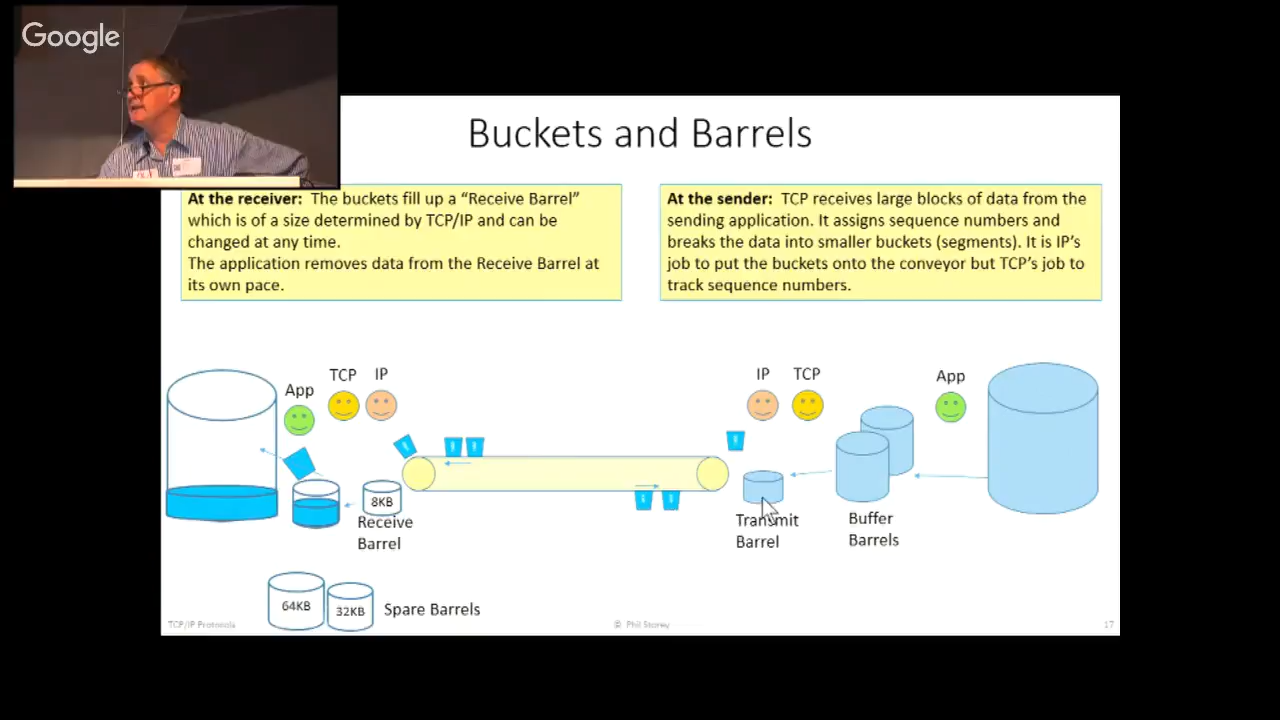 Google
Buckets and Barrels
At the receiver: The buckets fill up a “Receive Barrel”
which is of a size determined by TCP/IP and can be
changed at any time.
The application removes data from the Receive Barrel at
its own pace.
At the sender: TCP receives large blocks of data from the
sending application. It assigns sequence numbers and
breaks the data into smaller buckets (segments). It is IP’s
job to put the buckets onto the conveyor but TCP’s job to
track sequence numbers.
App
TCP
IP
IP
TCP
App
8KB
Receive
Barrel
Transmit
Barrel
Buffer
Barrels
64KB
32KB
Spare Barrels
TCP/IP Protocols
© Phil Storey
17